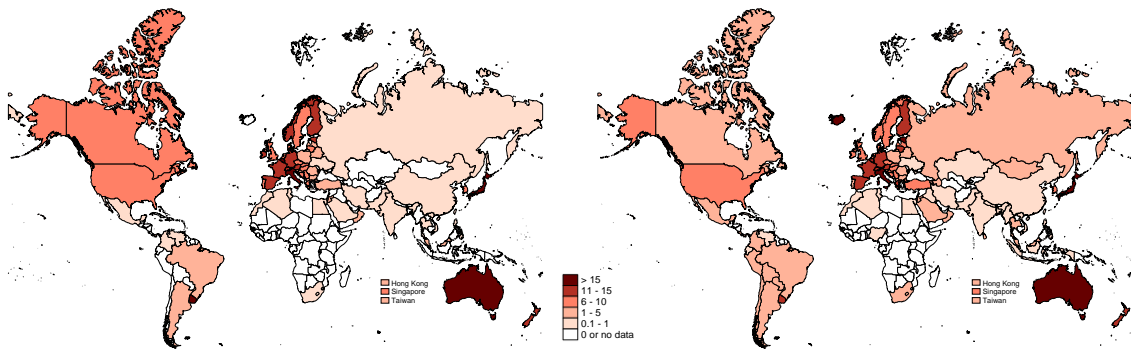 Hong Kong
Singapore
Taiwan
> 15
11 - 15
6 - 10
1 - 5
0.1 - 1
0 or no data
Hong Kong
Singapore
Taiwan